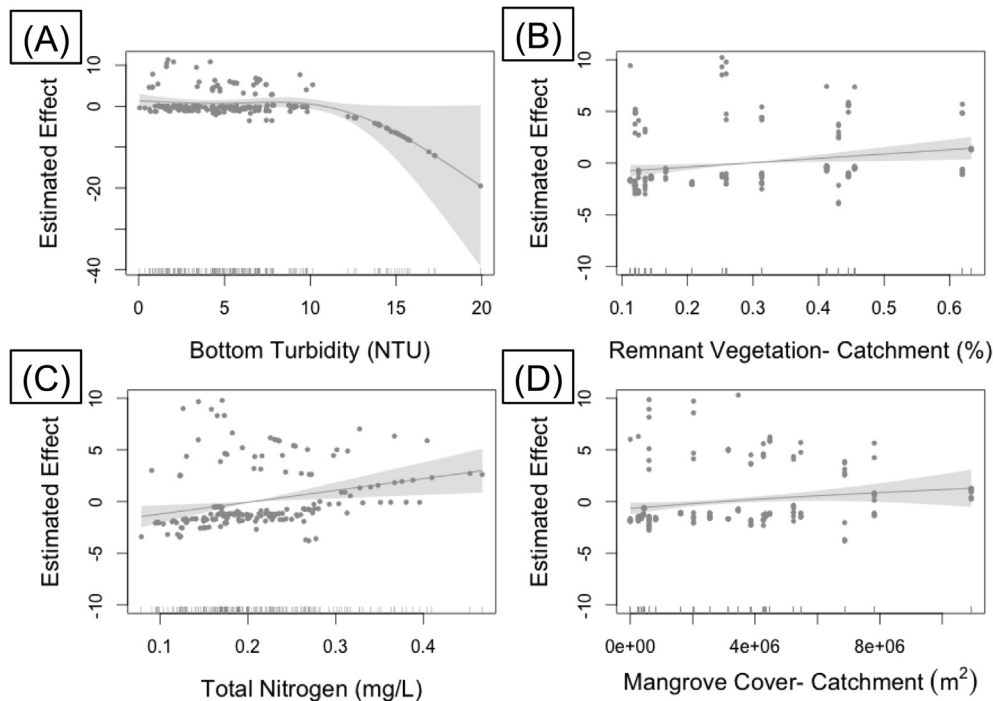 (A)
Estimated Effect
10
0
-20
-40
0 5 10 15 20
Bottom Turbidity (NTU)
(B)
Estimated Effect
10
5
0
-5
-10
0.1 0.2 0.3 0.4 0.5 0.6
Remnant Vegetation- Catchment (%)
(C)
Estimated Effect
10
5
0
-5
-10
0.1 0.2 0.3 0.4
Total Nitrogen (mg/L)
(D)
Estimated Effect
10
5
0
-5
-10
0e+00 4e+06 8e+06
Mangrove Cover- Catchment (m²)